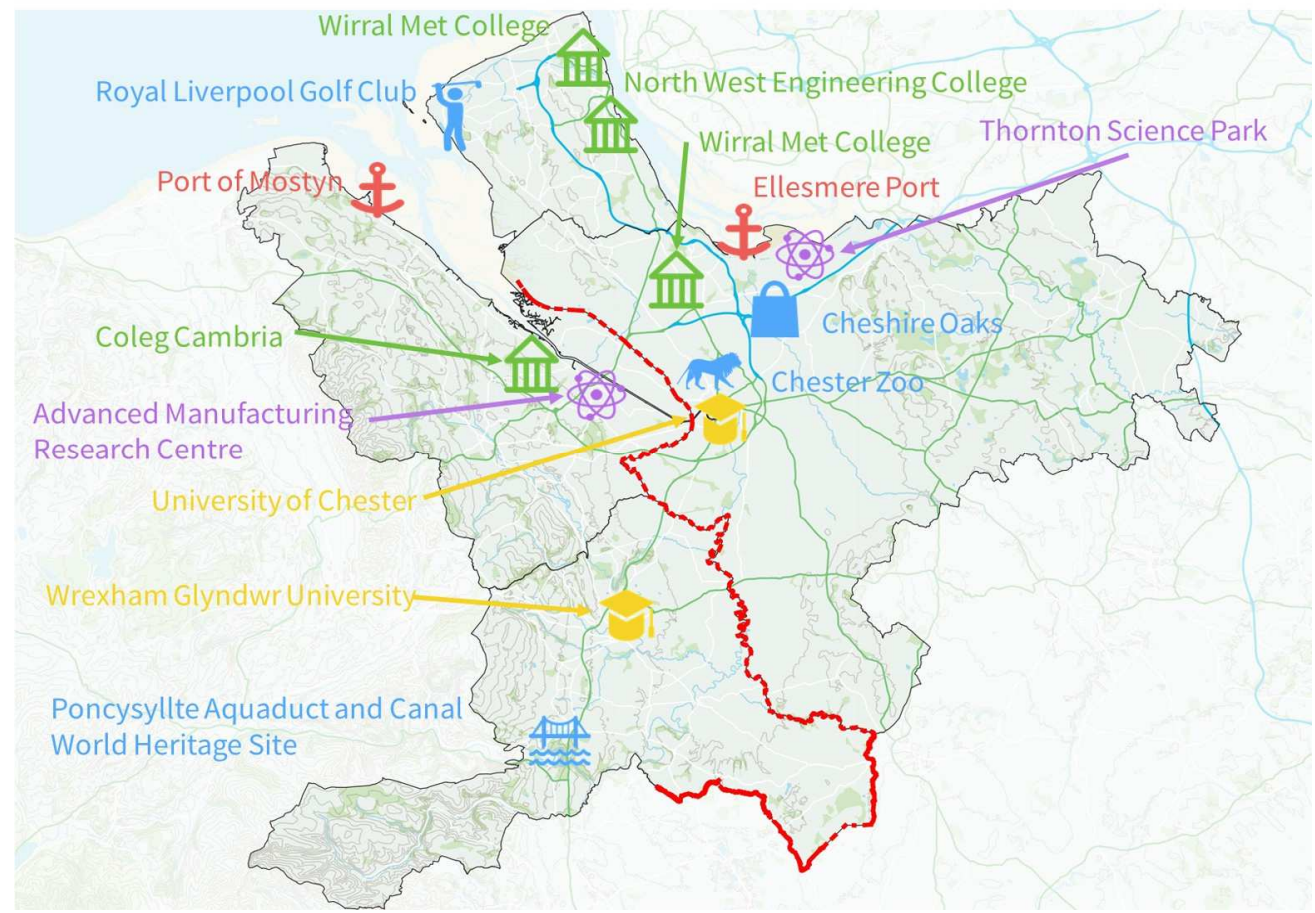 Wirral Met College
North West Engineering College
Royal Liverpool Golf Club
Thornton Science Park
Wirral Met College
Port of Mostyn
Ellesmere Port
Cheshire Oaks
Coleg Cambria
Chester Zoo
Advanced Manufacturing
Research Centre
University of Chester
Wrexham Glyndwr University
Poncysyllte Aquaduct and Canal
World Heritage Site